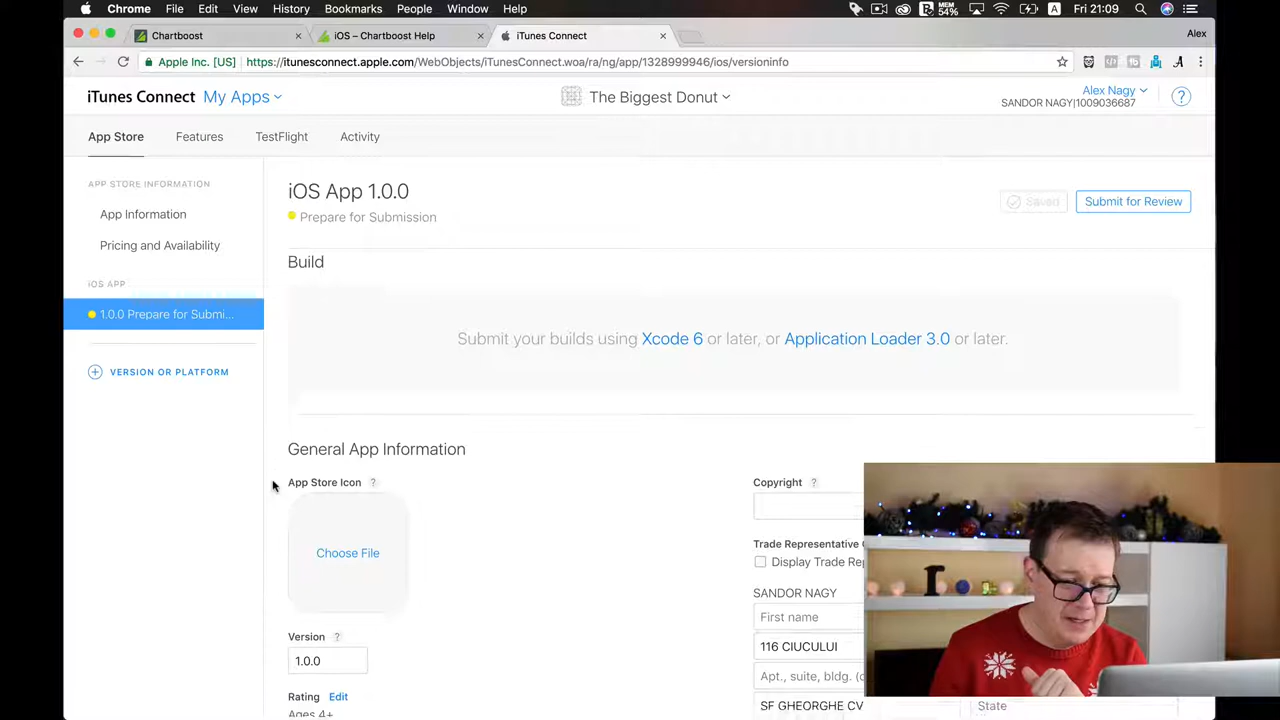 Chrome File Edit View History Bookmarks People Window Help MEM 54% A Fri 21:09
Chartboost × iOS – Chartboost Help × iTunes Connect × Alex
Apple Inc. [US] https://itunesconnect.apple.com/WebObjects/iTunesConnect.woa/ra/ng/app/1328999946/ios/versioninfo
iTunes Connect My Apps The Biggest Donut Alex Nagy ?
SANDOR NAGY|1009036687
App Store Features TestFlight Activity
APP STORE INFORMATION
App Information
Pricing and Availability
iOS APP
1.0.0 Prepare for Submi...
+ VERSION OR PLATFORM
iOS App 1.0.0
Prepare for Submission
Saved Submit for Review
Build
Submit your builds using Xcode 6 or later, or Application Loader 3.0 or later.
General App Information
App Store Icon ?
Choose File
Version ?
1.0.0
Rating Edit
Ages 4+
Copyright ?
Trade Representative
Display Trade Rep
SANDOR NAGY
First name
116 CIUCULUI
Apt., suite, bldg. (
SF GHEORGHE CV State